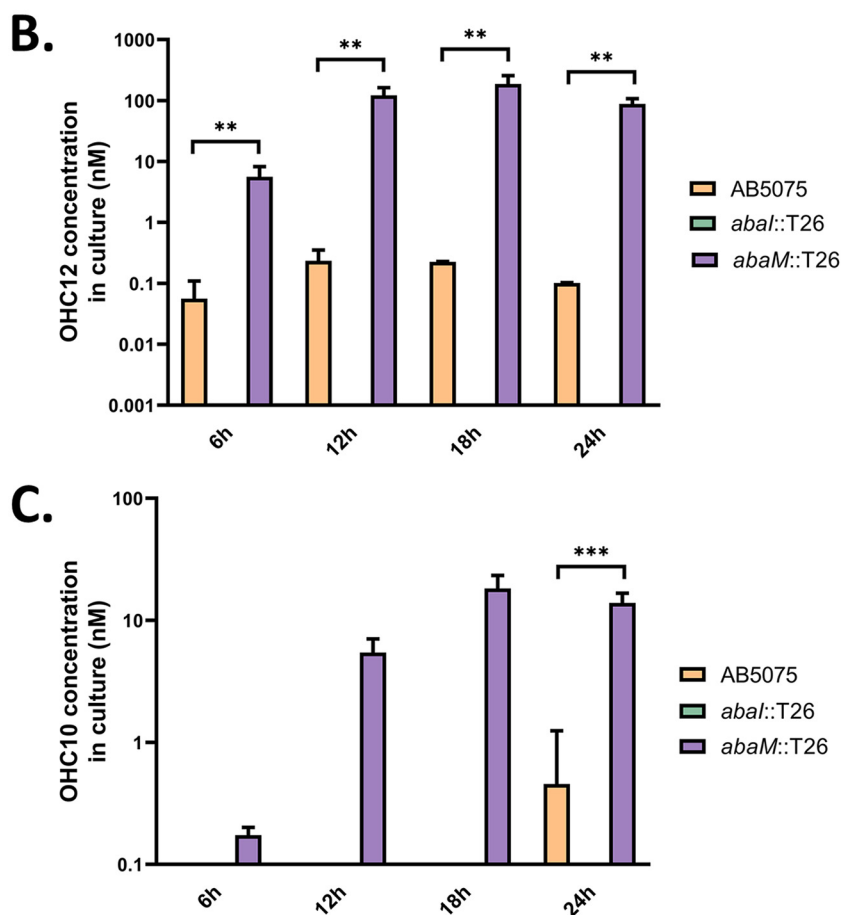 B.
OHC12 concentration
in culture (nM)
1000
100
10
1
0.1
0.01
0.001
**
**
**
**
6h
12h
18h
24h
AB5075
abaI::T26
abaM::T26
C.
OHC10 concentration
in culture (nM)
100
10
1
0.1
***
6h
12h
18h
24h
AB5075
abaI::T26
abaM::T26